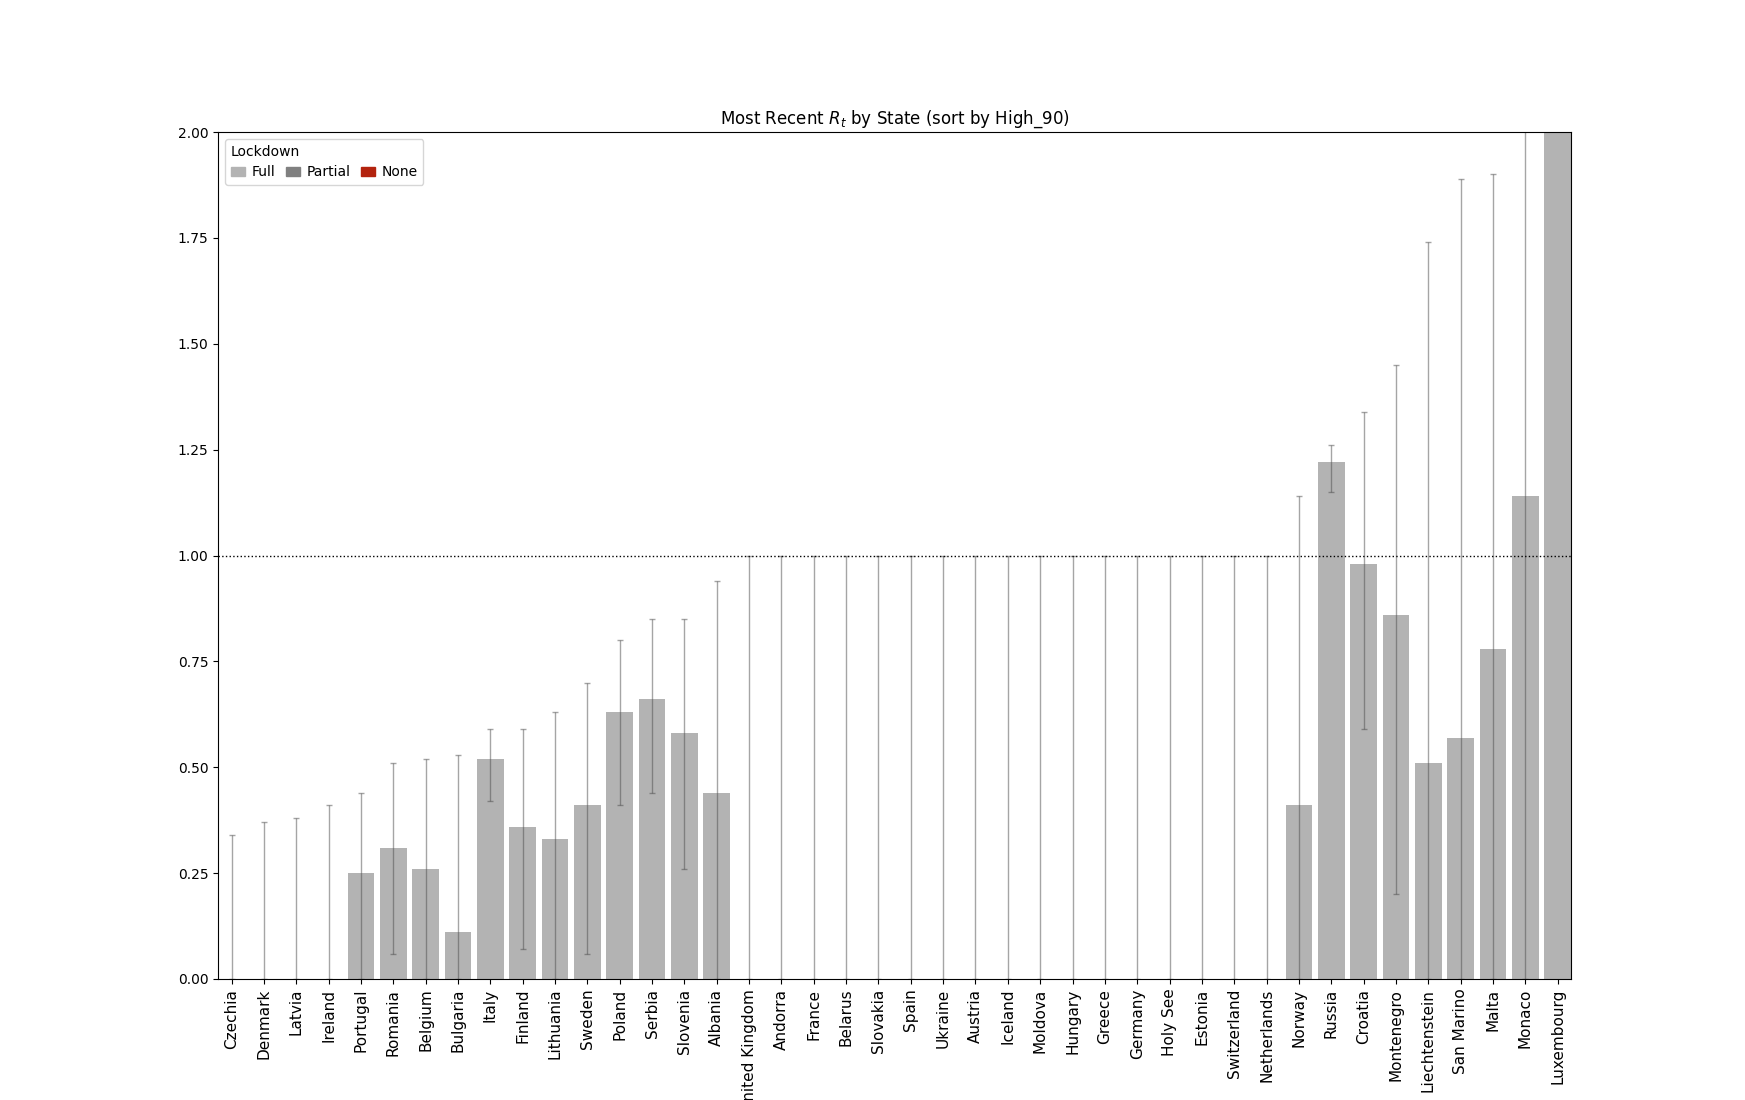 Most Recent Rt by State (sort by High_90)
Lockdown
Full Partial None
2.00
1.75
1.50
1.25
1.00
0.75
0.50
0.25
0.00
Czechia
Denmark
Latvia
Ireland
Portugal
Romania
Belgium
Bulgaria
Italy
Finland
Lithuania
Sweden
Poland
Serbia
Slovenia
Albania
nited Kingdom
Andorra
France
Belarus
Slovakia
Spain
Ukraine
Austria
Iceland
Moldova
Hungary
Greece
Germany
Holy See
Estonia
Switzerland
Netherlands
Norway
Russia
Croatia
Montenegro
Liechtenstein
San Marino
Malta
Monaco
Luxembourg